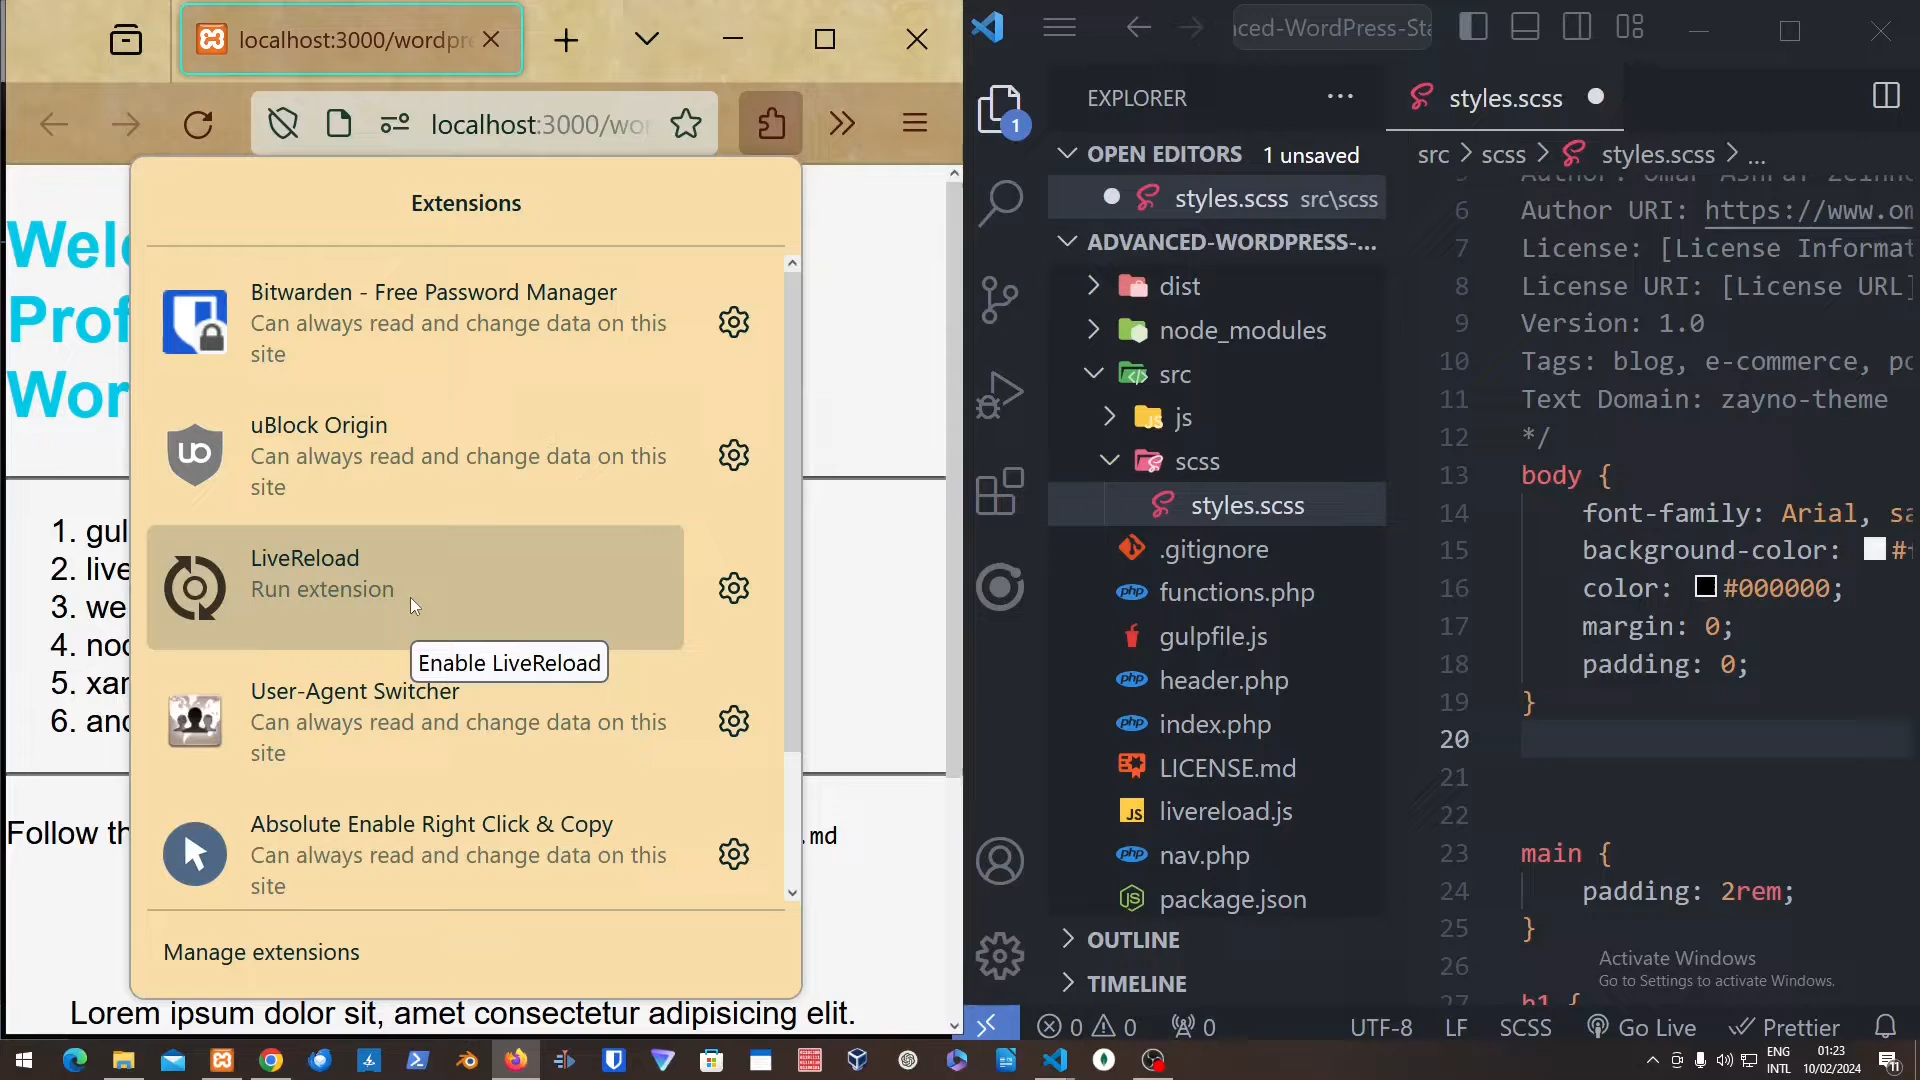 localhost:3000/wordpre
localhost:3000/wo
Extensions
Bitwarden - Free Password Manager
Can always read and change data on this
site
uBlock Origin
Can always read and change data on this
site
LiveReload
Run extension
Enable LiveReload
User-Agent Switcher
Can always read and change data on this
site
Absolute Enable Right Click & Copy
Can always read and change data on this
site
Manage extensions
Wel
Prof
Wor
1. gul
2. live
3. we
4. noc
5. xar
6. and
Follow th
.md
Lorem ipsum dolor sit, amet consectetur adipisicing elit.
ced-WordPress-Sta
EXPLORER
1
OPEN EDITORS 1 unsaved
styles.scss src\scss
ADVANCED-WORDPRESS-...
dist
node_modules
src
js
scss
styles.scss
.gitignore
functions.php
gulpfile.js
header.php
index.php
LICENSE.md
livereload.js
nav.php
package.json
OUTLINE
TIMELINE
styles.scss
src > scss > styles.scss > ...
6 Author URI: https://www.om
7 License: [License Informat
8 License URI: [License URL]
9 Version: 1.0
10 Tags: blog, e-commerce, po
11 Text Domain: zayno-theme
12 */
13 body {
14 font-family: Arial, sa
15 background-color: #
16 color: #000000;
17 margin: 0;
18 padding: 0;
19 }
20
21
22
23 main {
24 padding: 2rem;
25 }
26
27 h1 {
Activate Windows
Go to Settings to activate Windows.
0 0 0 UTF-8 LF SCSS Go Live Prettier
ENG
INTL
01:23
10/02/2024
11